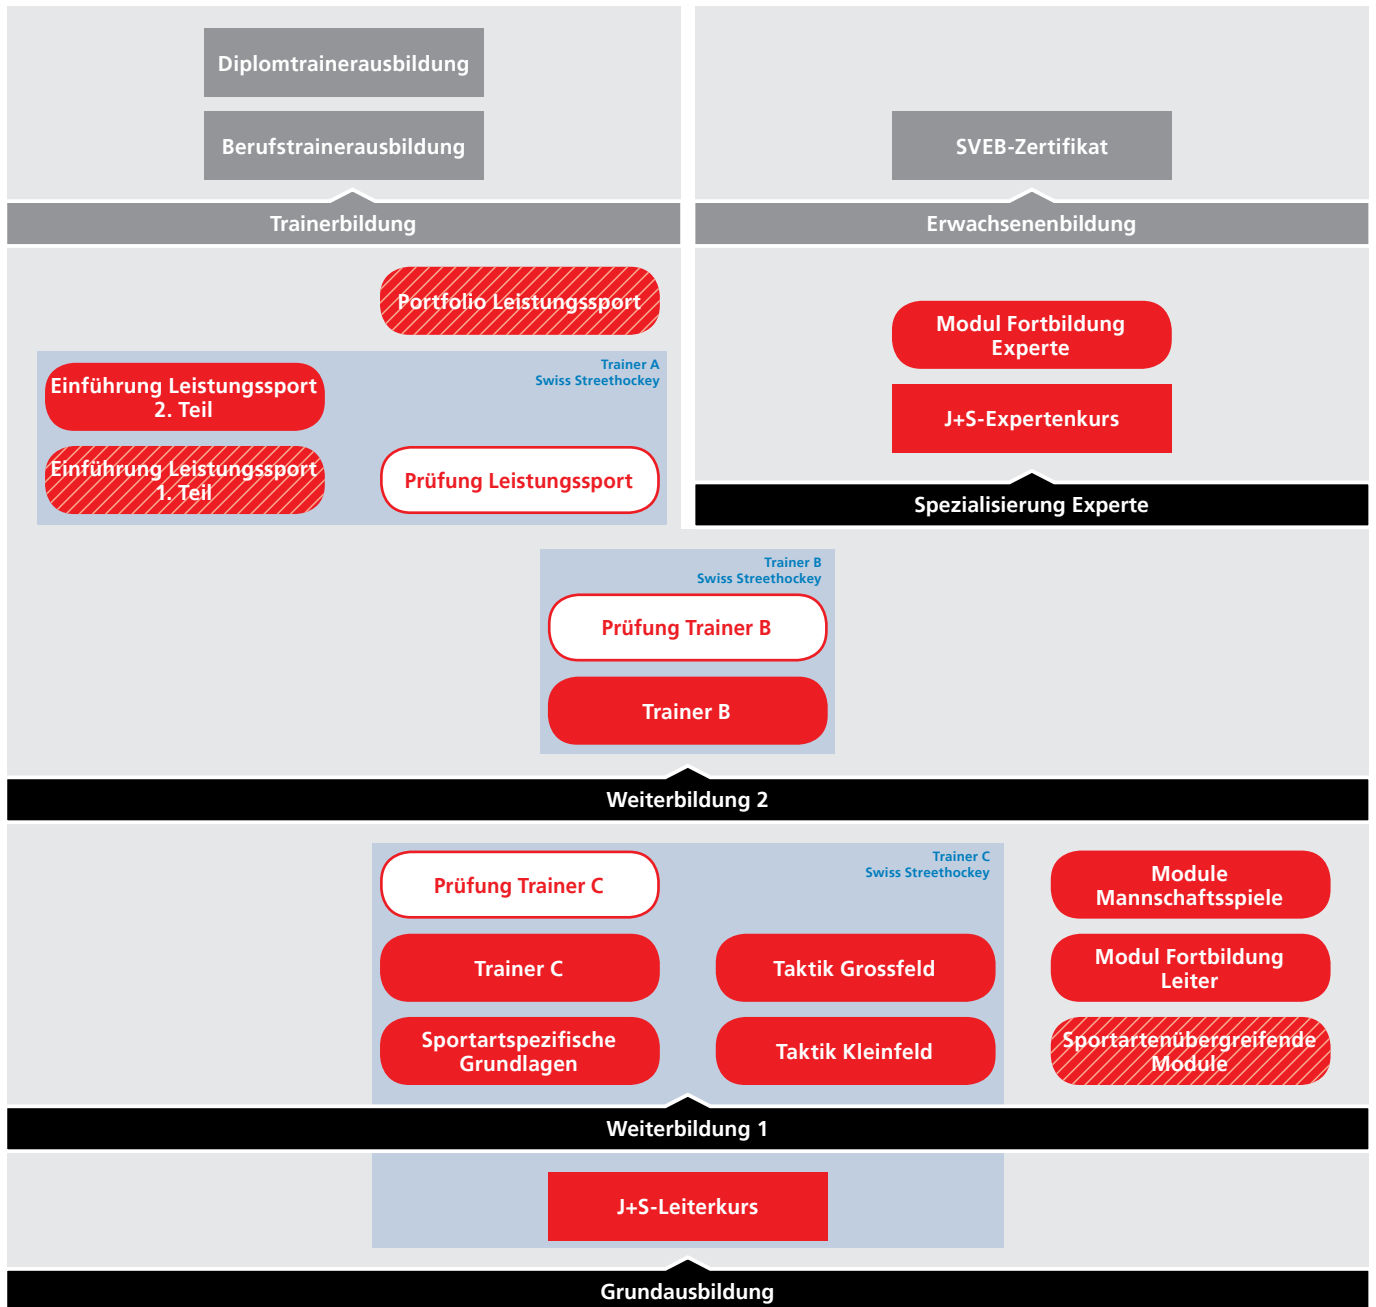 Diplomtrainerausbildung
Berufstrainerausbildung
SVEB-Zertifikat
Trainerbildung
Erwachsenenbildung
Portfolio Leistungssport
Trainer A
Swiss Streethockey
Einführung Leistungssport
2. Teil
Einführung Leistungssport
1. Teil
Prüfung Leistungssport
Modul Fortbildung
Experte
J+S-Expertenkurs
Spezialisierung Experte
Trainer B
Swiss Streethockey
Prüfung Trainer B
Trainer B
Weiterbildung 2
Trainer C
Swiss Streethockey
Prüfung Trainer C
Trainer C
Taktik Grossfeld
Sportartspezifische
Grundlagen
Taktik Kleinfeld
Module
Mannschaftsspiele
Modul Fortbildung
Leiter
Sportartenübergreifende
Module
Weiterbildung 1
J+S-Leiterkurs
Grundausbildung